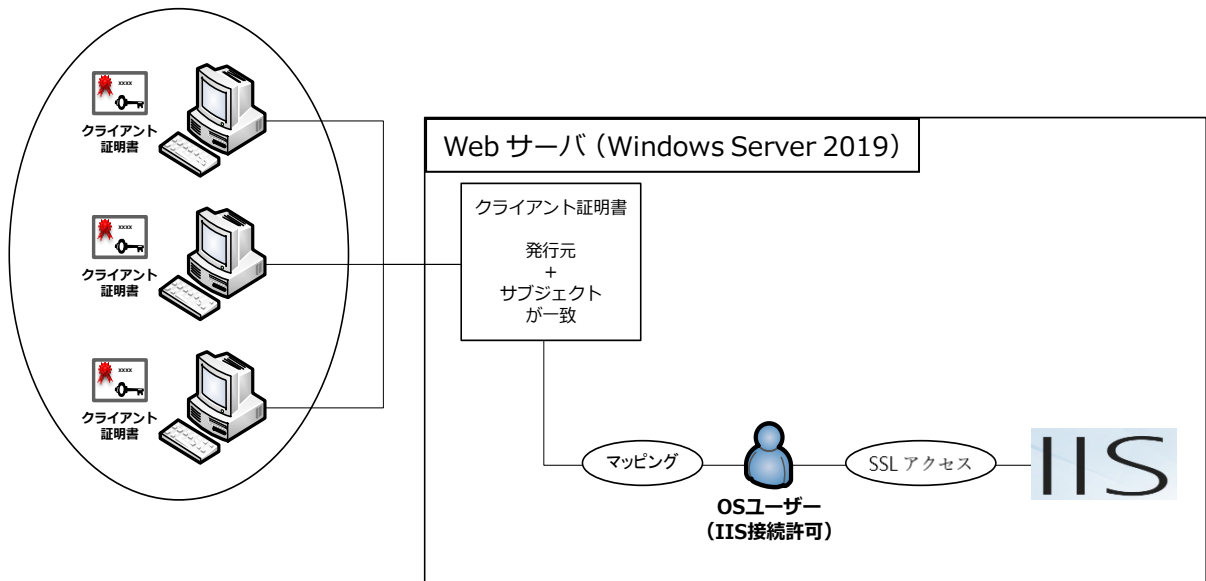 xxxx
クライアント
証明書
xxxx
クライアント
証明書
xxxx
クライアント
証明書
Web サーバ（Windows Server 2019）
クライアント証明書
発行元
+
サブジェクト
が一致
マッピング
OSユーザー
（IIS接続許可）
SSL アクセス
IIS